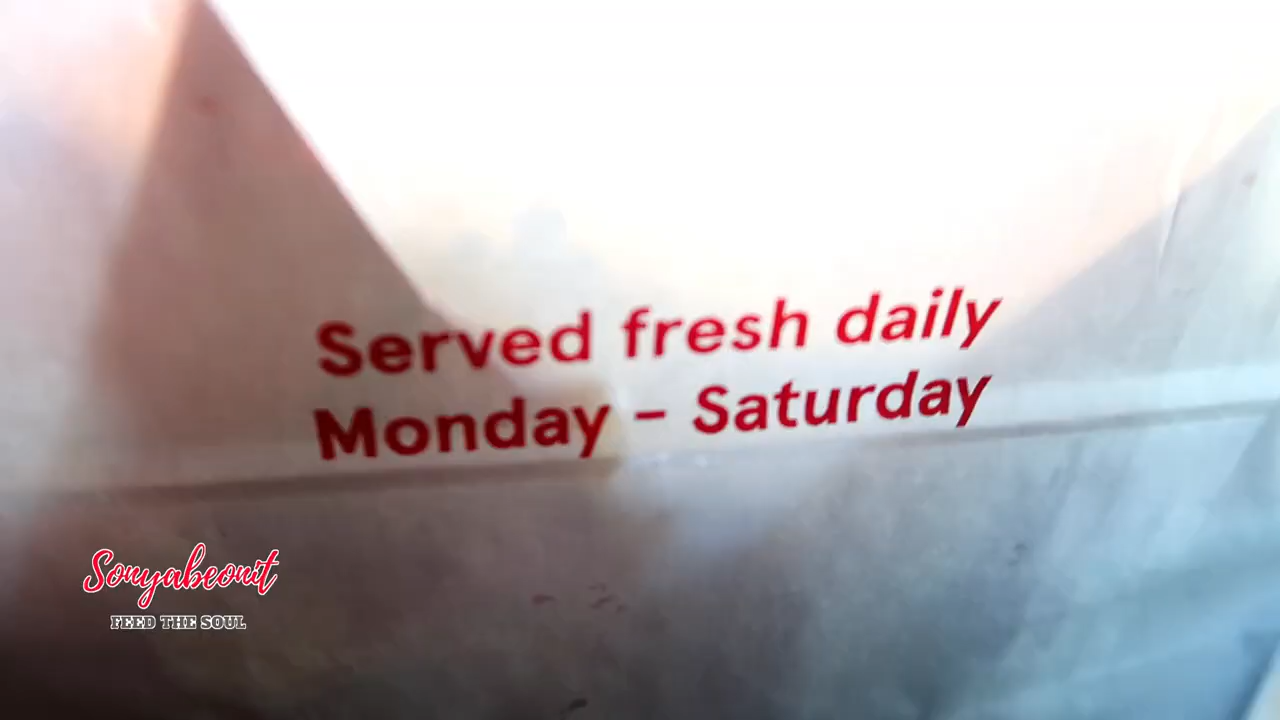 Served fresh daily
Monday – Saturday
Sonyabeonit
FEED THE SOUL